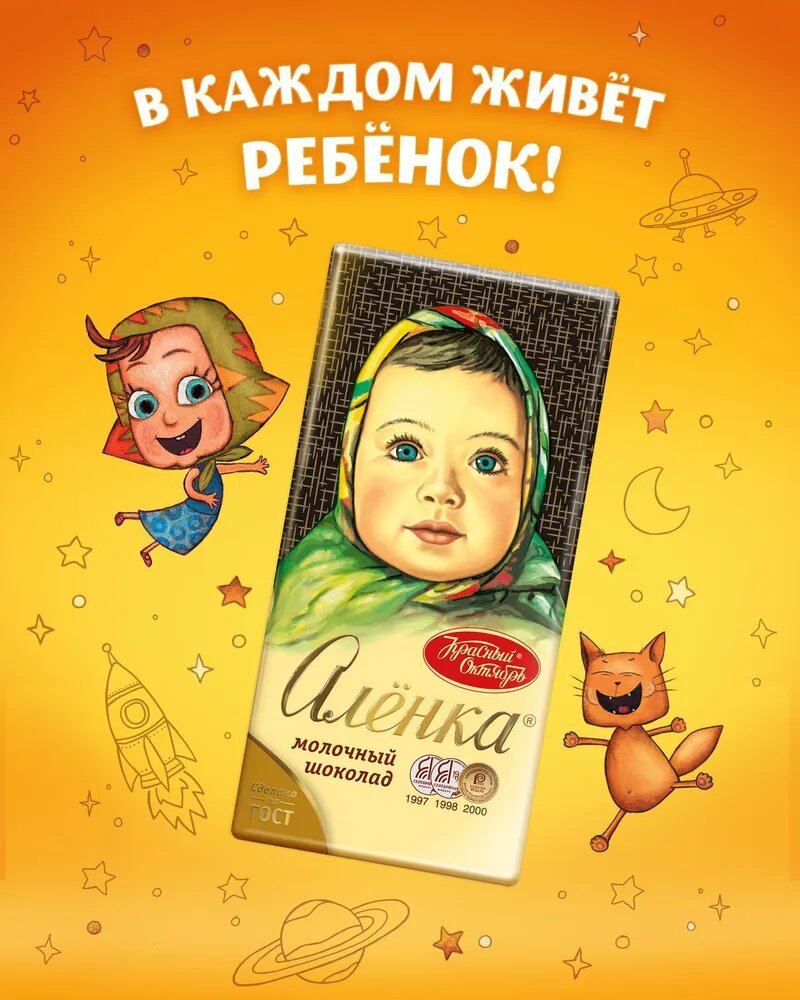 В КАЖДОМ ЖИВЁТ
РЕБЁНОК!
Красный®
Октябрь
Алёнка®
молочный
шоколад
Сделано
по
ГОСТ
1997 1998 2000